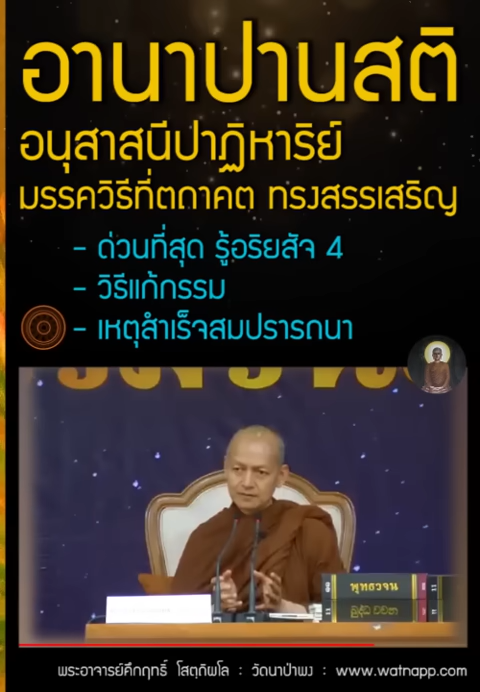 อานาปานสติ
อนุสาสนีปาฏิหาริย์
มรรควิธีที่ตถาคต ทรงสรรเสริญ
- ด่วนที่สุด รู้อริยสัจ 4
- วิธีแก้กรรม
- เหตุสำเร็จสมปรารถนา
พุทธวจน
พระอาจารย์คึกฤทธิ์ โสตฺถิผโล : วัดนาป่าพง : www.watnapp.com